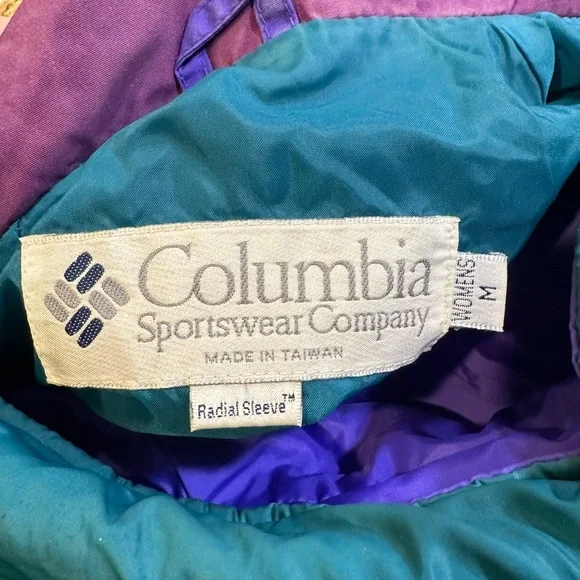 Columbia
Sportswear Company
MADE IN TAIWAN
Radial Sleeve™
WOMENS
M